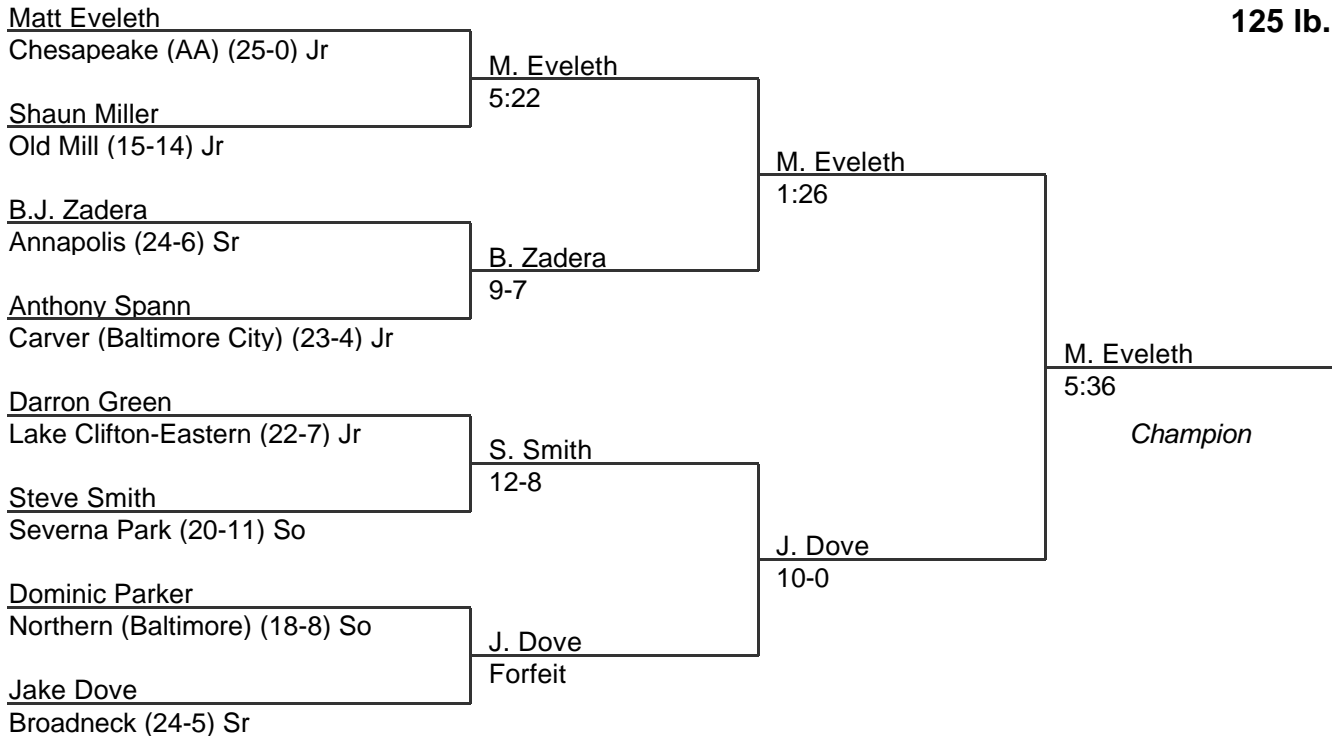 125 lb.
Matt Eveleth
Chesapeake (AA) (25-0) Jr
M. Eveleth
5:22
Shaun Miller
Old Mill (15-14) Jr
M. Eveleth
1:26
B.J. Zadera
Annapolis (24-6) Sr
B. Zadera
9-7
Anthony Spann
Carver (Baltimore City) (23-4) Jr
M. Eveleth
5:36
Champion
Darron Green
Lake Clifton-Eastern (22-7) Jr
S. Smith
12-8
Steve Smith
Severna Park (20-11) So
J. Dove
10-0
Dominic Parker
Northern (Baltimore) (18-8) So
J. Dove
Forfeit
Jake Dove
Broadneck (24-5) Sr